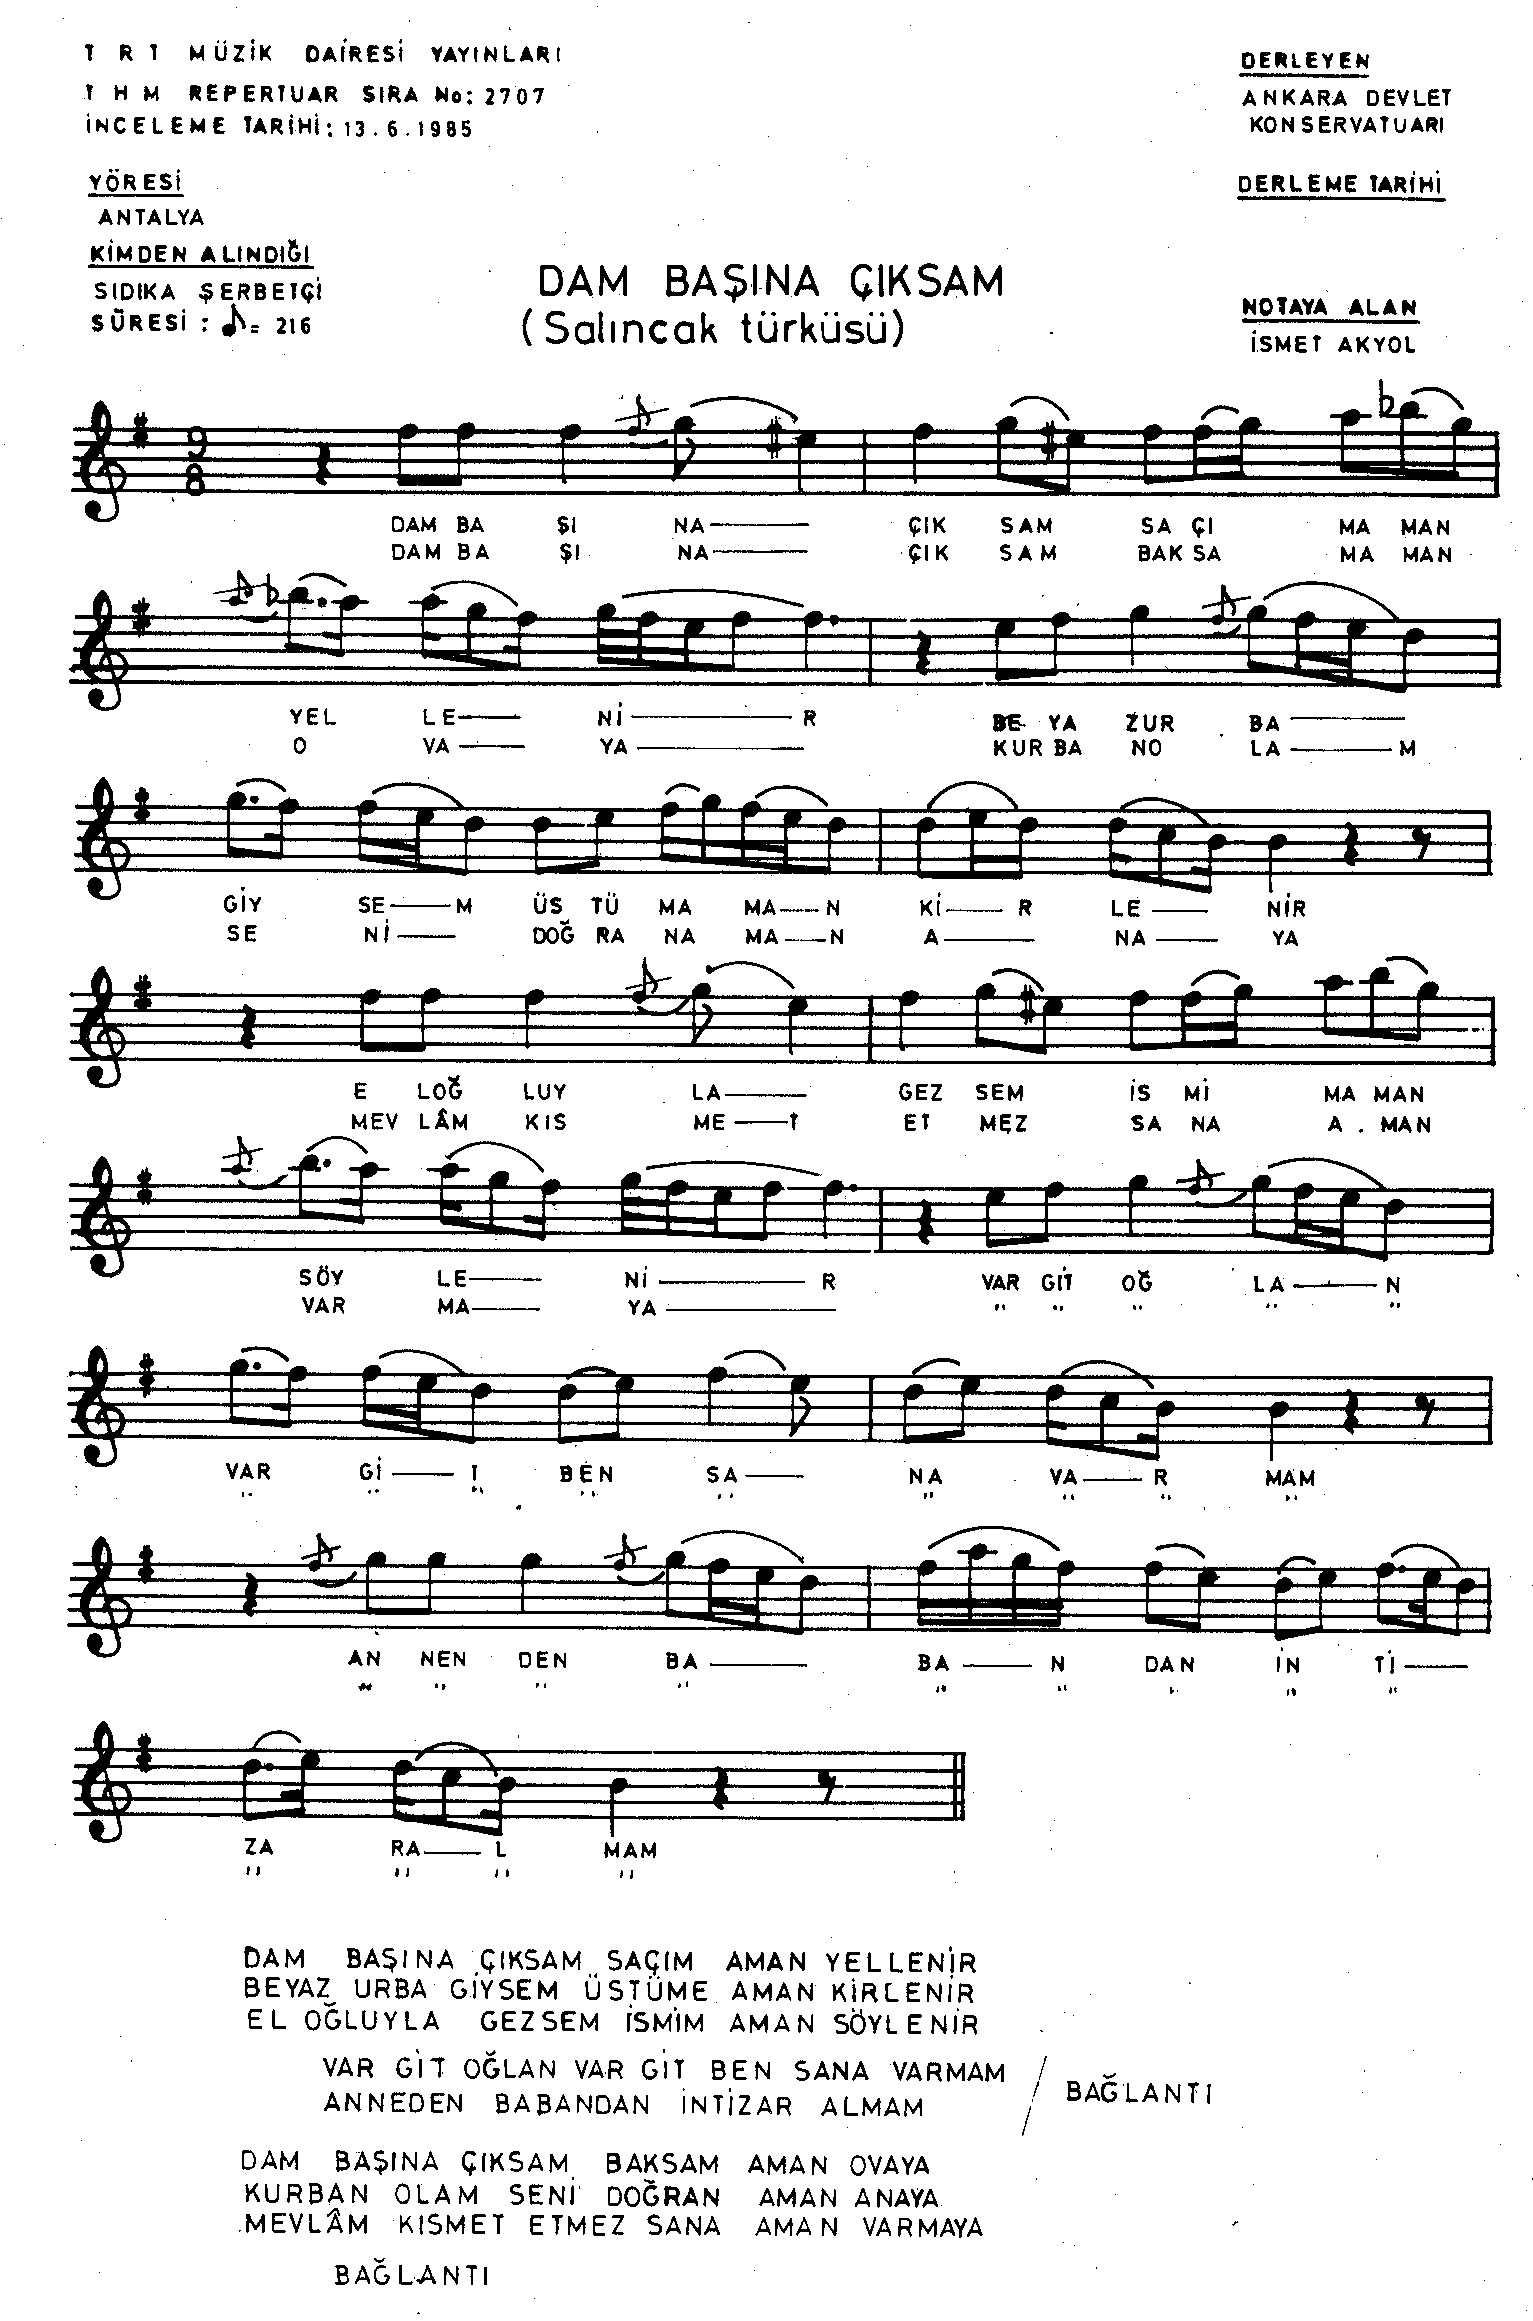 T R T MÜZİK DAİRESİ YAYINLARI
T H M REPERTUAR SIRA No: 2707
İNCELEME TARİHİ: 13.6.1985
DERLEYEN
ANKARA DEVLET
KONSERVATUARI
YÖRESİ
ANTALYA
DERLEME TARİHİ
KİMDEN ALINDIĞI
SIDIKA ŞERBETÇİ
SÜRESİ : ♪= 216
DAM BAŞINA ÇIKSAM
(Salıncak türküsü)
NOTAYA ALAN
İSMET AKYOL
9
8
DAM BA ŞI NA ÇIK SAM SA ÇI MA MAN
DAM BA ŞI NA ÇIK SAM BAK SA MA MAN
YEL LE Nİ R BE YA ZUR BA
O VA YA KUR BA NO LA M
GİY SE M ÜS TÜ MA MA N Kİ R LE NİR
SE Nİ DOĞ RA NA MA N A NA YA
E LOĞ LUY LA GEZ SEM İS Mİ MA MAN
MEV LÂM KIS ME T ET MEZ SA NA A . MAN
SÖY LE Nİ R VAR GİT OĞ LA N
VAR MA YA " " " " "
VAR Gİ T BEN SA NA VA R MAM
" " " " " " " " "
AN NEN DEN BA BA N DAN İN Tİ
" " " " " " " " "
ZA RA L MAM
" " " "
DAM BAŞINA ÇIKSAM SAÇIM AMAN YELLENİR
BEYAZ URBA GİYSEM ÜSTÜME AMAN KİRLENİR
EL OĞLUYLA GEZSEM İSMİM AMAN SÖYLENİR
VAR GİT OĞLAN VAR GİT BEN SANA VARMAM
ANNEDEN BABANDAN İNTİZAR ALMAM
/ BAĞLANTI
DAM BAŞINA ÇIKSAM BAKSAM AMAN OVAYA
KURBAN OLAM SENİ DOĞRAN AMAN ANAYA
MEVLÂM KISMET ETMEZ SANA AMAN VARMAYA
BAĞLANTI